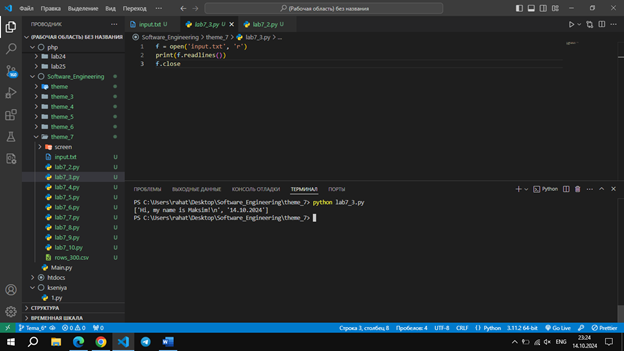 Файл Правка Выделение Вид Переход ...
(Рабочая область) Без названия
ПРОВОДНИК
input.txt U
lab7_3.py U
lab7_2.py U
(РАБОЧАЯ ОБЛАСТЬ) БЕЗ НАЗВАНИЯ
Software_Engineering > theme_7 > lab7_3.py > ...
php
lab24
lab25
Software_Engineering
theme
theme_3
theme_4
theme_5
theme_6
theme_7
screen
input.txt U
lab7_2.py U
lab7_3.py U
lab7_4.py U
lab7_5.py U
lab7_6.py U
lab7_7.py U
lab7_8.py U
lab7_9.py U
lab7_10.py U
rows_300.csv U
Main.py
htdocs
kseniya
1.py
СТРУКТУРА
ВРЕМЕННАЯ ШКАЛА
1 f = open('input.txt', 'r')
2 print(f.readlines())
3 f.close
ПРОБЛЕМЫ ВЫХОДНЫЕ ДАННЫЕ КОНСОЛЬ ОТЛАДКИ ТЕРМИНАЛ ПОРТЫ
Python
PS C:\Users\rahat\Desktop\Software_Engineering\theme_7> python lab7_3.py
['Hi, my name is Maksim!\n', '14.10.2024']
PS C:\Users\rahat\Desktop\Software_Engineering\theme_7>
Tema_6* 0 0 0 Строка 3, столбец 8 Пробелов: 4 UTF-8 CRLF Python 3.11.2 64-bit Go Live Prettier
ENG
23:24
14.10.2024